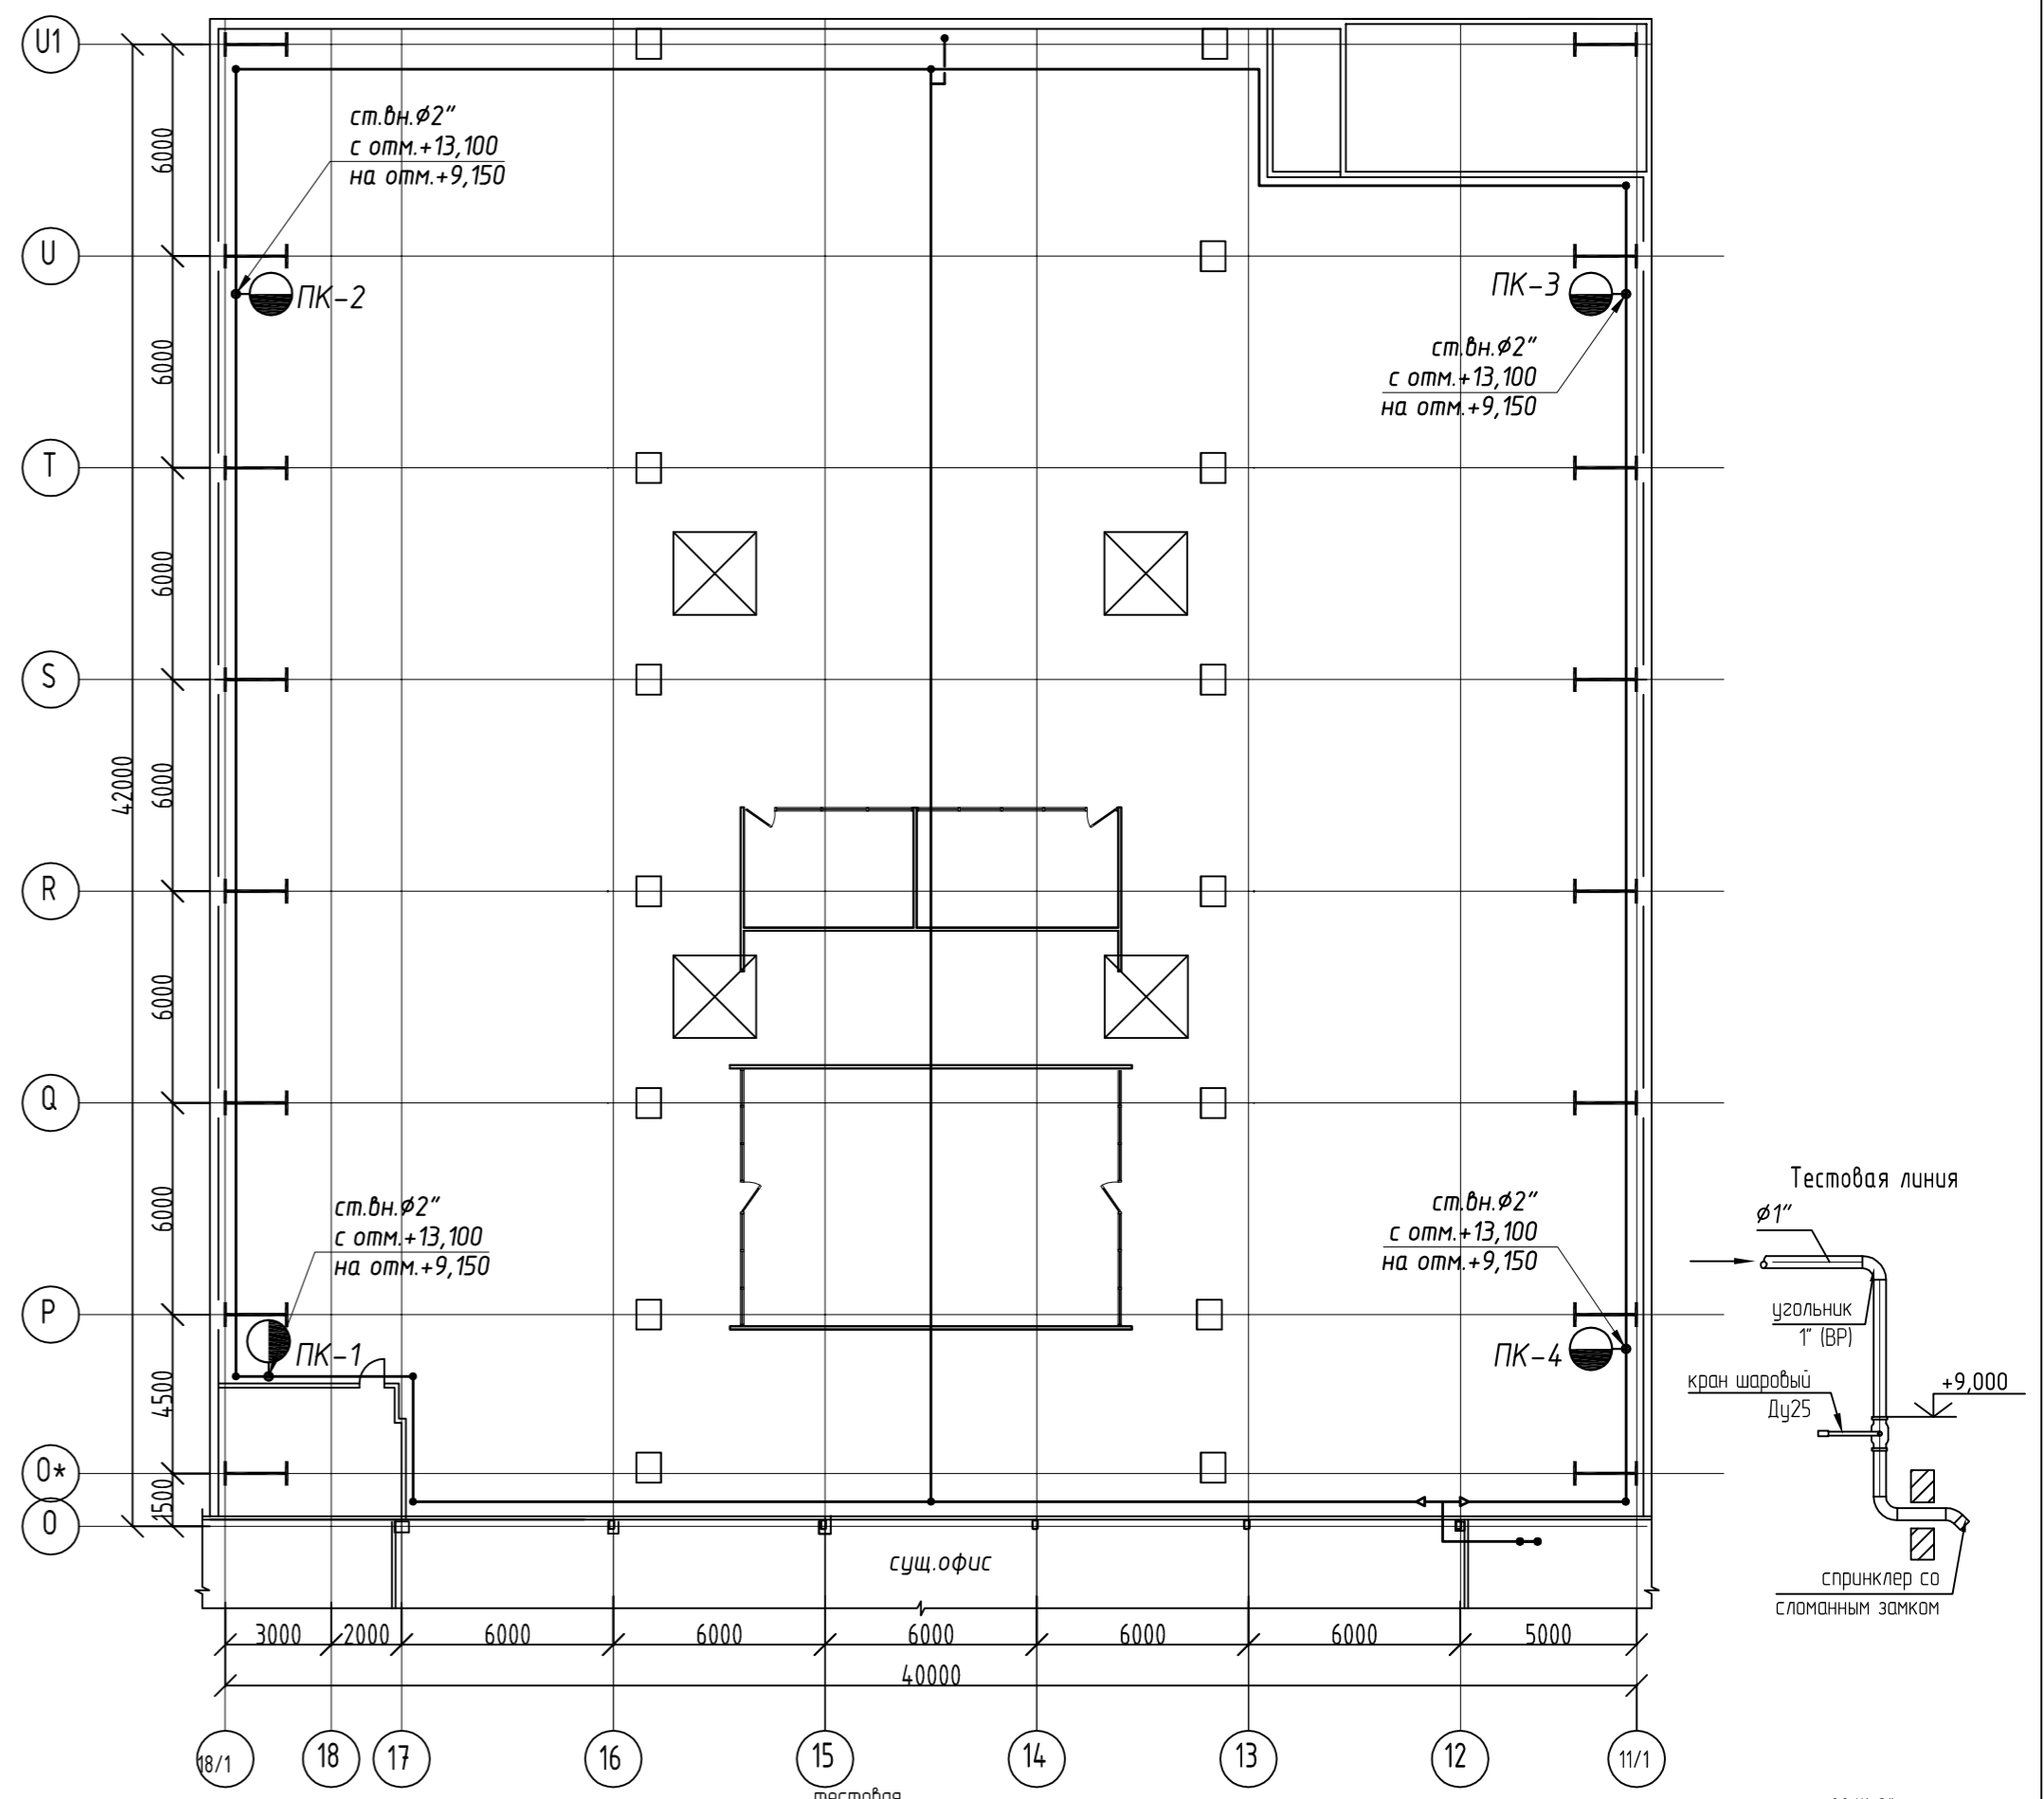 U1
U
T
S
R
Q
P
O*
O
6000
6000
6000
6000
6000
6000
4500
1500
42000
ст.вн.Ø2"
с отм.+13,100
на отм.+9,150
ПК-2
ПК-3
ст.вн.Ø2"
с отм.+13,100
на отм.+9,150
ст.вн.Ø2"
с отм.+13,100
на отм.+9,150
ПК-1
ст.вн.Ø2"
с отм.+13,100
на отм.+9,150
ПК-4
сущ.офис
3000
2000
6000
6000
6000
6000
6000
5000
40000
18/1
18
17
16
15
14
13
12
11/1
Тестовая линия
Ø1"
угольник
1" (ВР)
кран шаровый
Ду25
+9,000
спринклер со
сломанным замком
тестовая